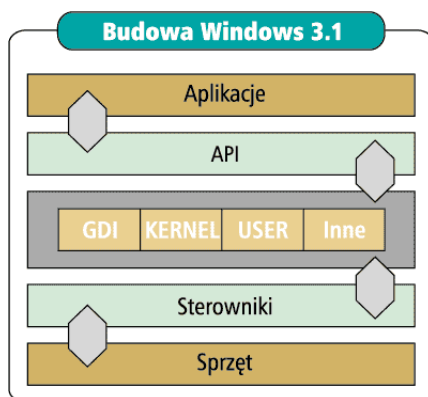 Budowa Windows 3.1
Aplikacje
API
GDI KERNEL USER Inne
Sterowniki
Sprzęt